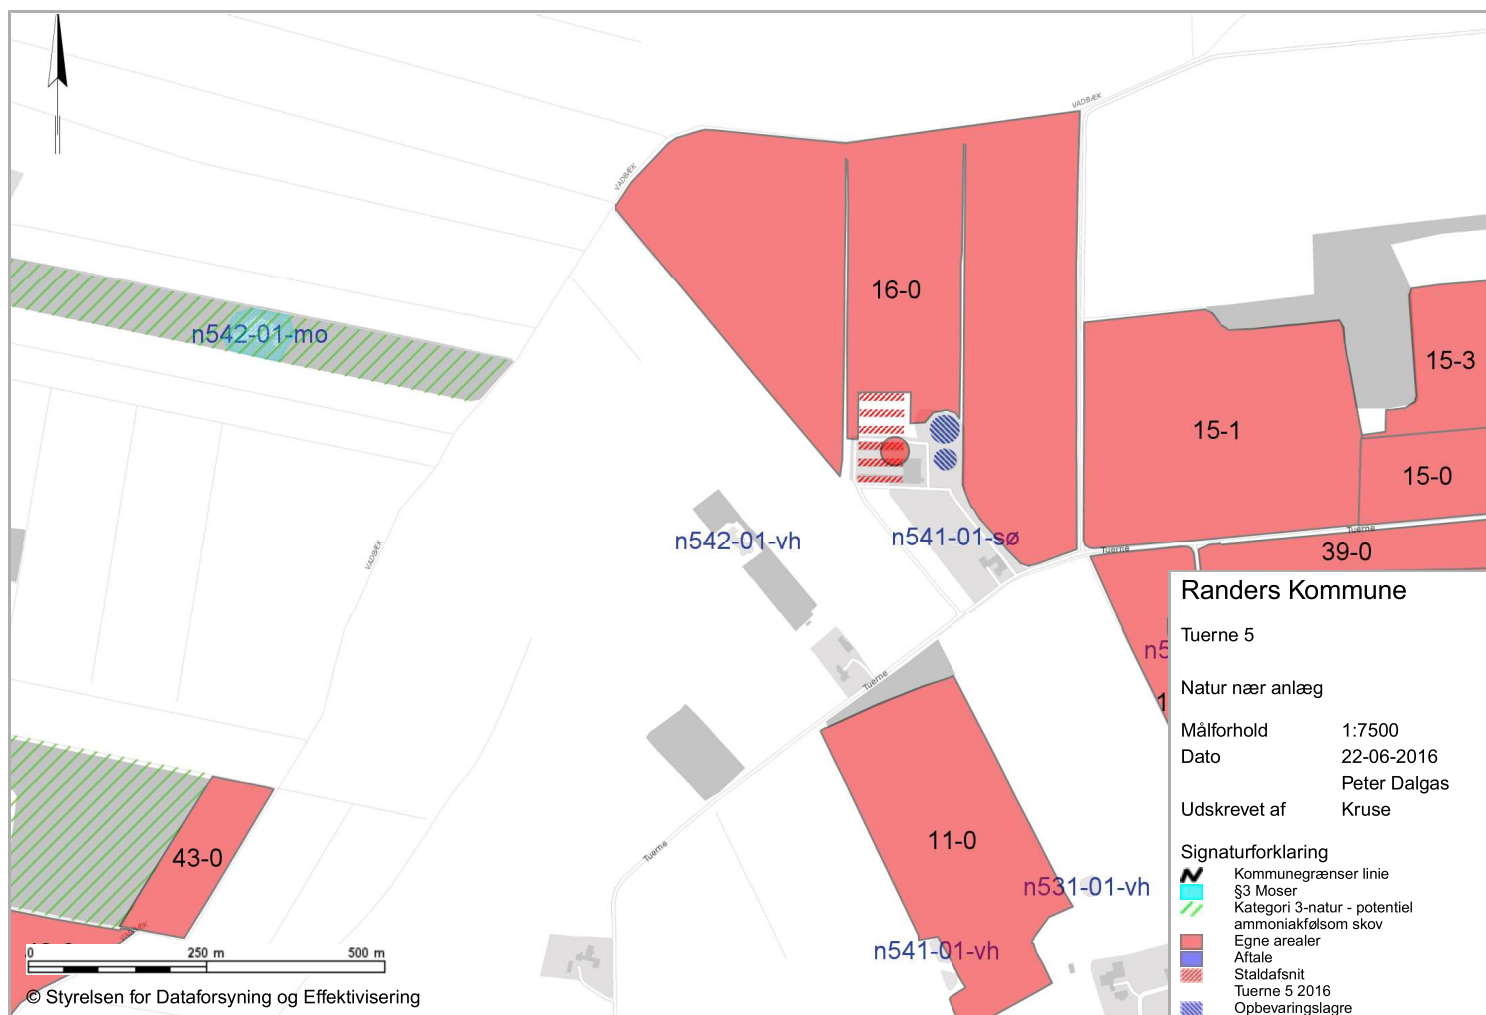 VADBÆK
VADBÆK
16-0
n542-01-mo
15-3
15-1
15-0
n542-01-vh
n541-01-sø
Tuerne
Tuerne
39-0
VADBÆK
n5
1
Tuerne
11-0
43-0
Tuerne
n531-01-vh
VADBÆK
n541-01-vh
0 250 m 500 m
© Styrelsen for Dataforsyning og Effektivisering
Randers Kommune
Tuerne 5
Natur nær anlæg
Målforhold 1:7500
Dato 22-06-2016
Peter Dalgas
Udskrevet af Kruse
Signaturforklaring
Kommunegrænser linie
§3 Moser
Kategori 3-natur - potentiel
ammoniakfølsom skov
Egne arealer
Aftale
Staldafsnit
Tuerne 5 2016
Opbevaringslagre